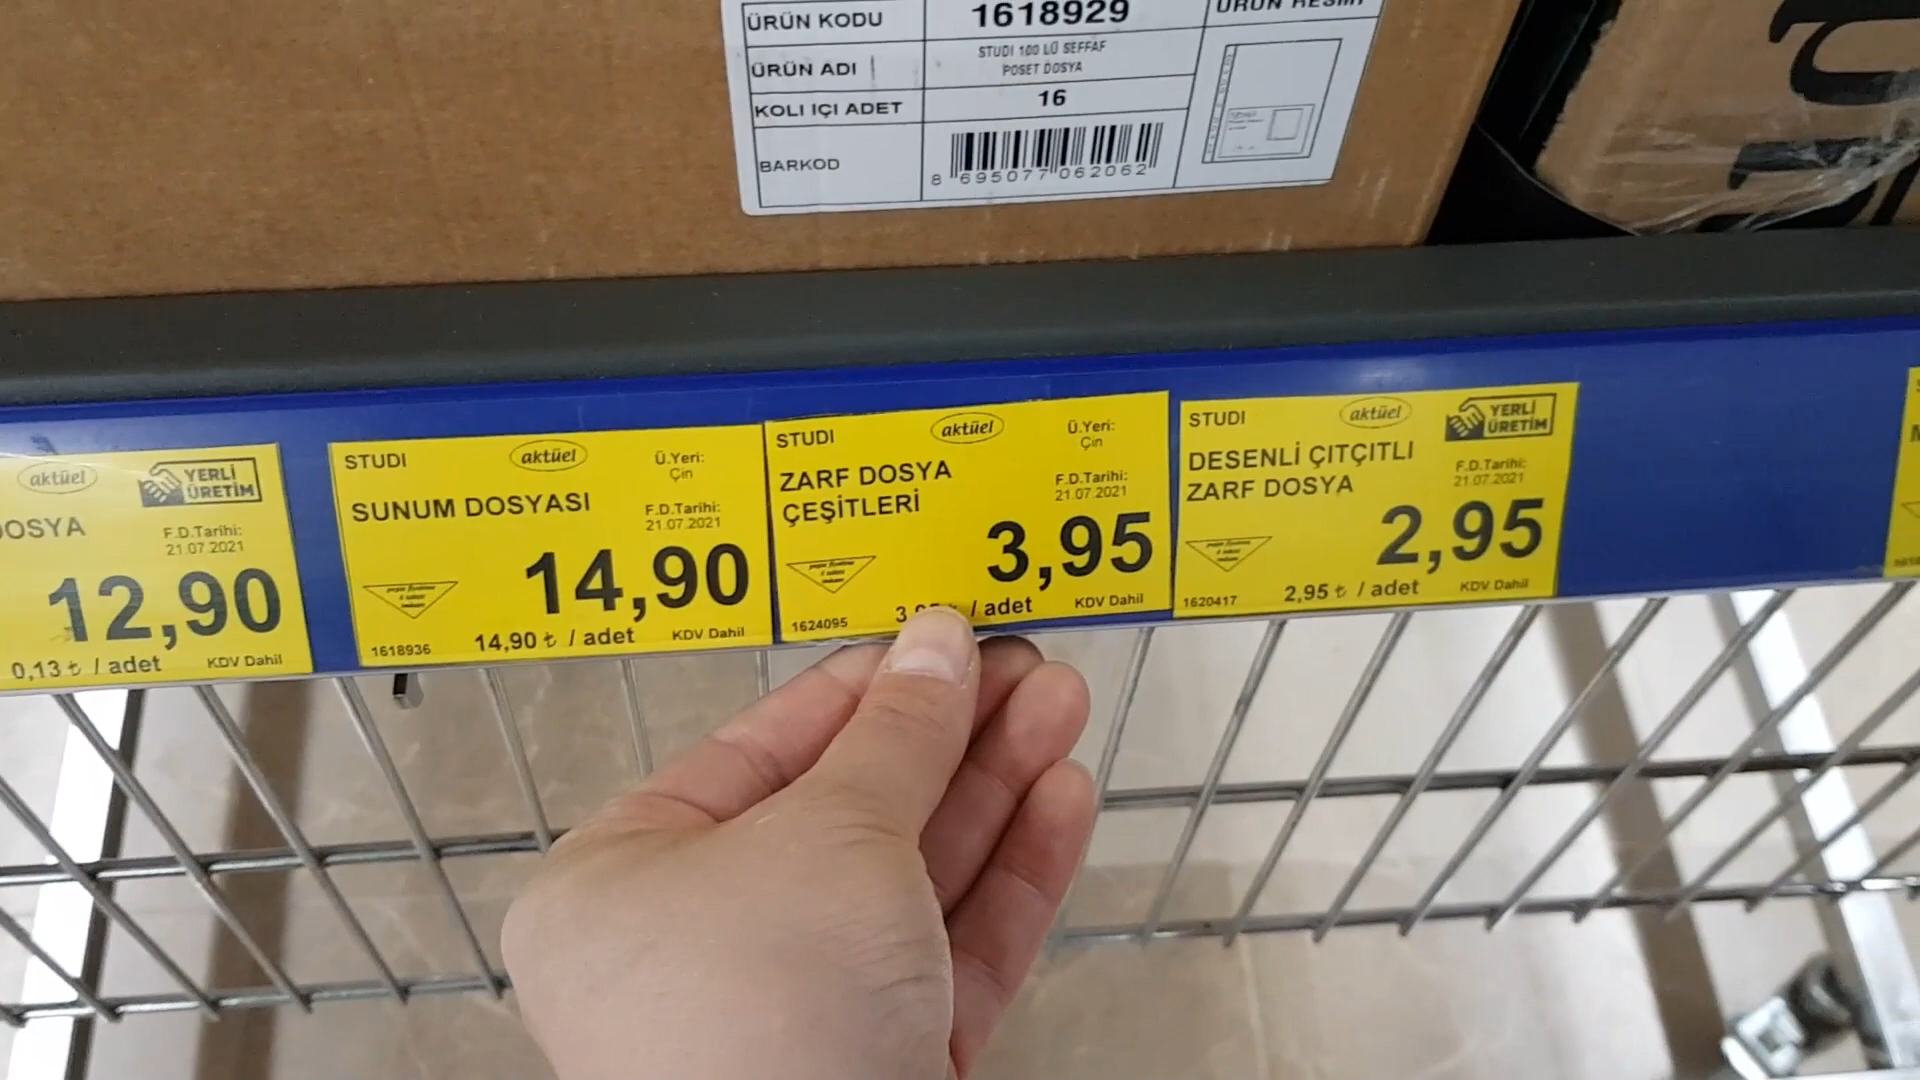 ÜRÜN KODU
1618929
ÜRÜN RESMİ
ÜRÜN ADI
STUDI 100 LÜ SEFFAF
POSET DOSYA
KOLI IÇI ADET
16
BARKOD
8 695077 062062
aktüel
YERLİ
ÜRETİM
DOSYA
F.D.Tarihi:
21.07.2021
12,90
0,13 ₺ / adet
KDV Dahil
STUDI
aktüel
Ü.Yeri:
Çin
SUNUM DOSYASI
F.D.Tarihi:
21.07.2021
14,90
1618936
14,90 ₺ / adet
KDV Dahil
STUDI
aktüel
Ü.Yeri:
Çin
ZARF DOSYA
ÇEŞİTLERİ
F.D.Tarihi:
21.07.2021
3,95
1624095
/ adet
KDV Dahil
STUDI
aktüel
YERLİ
ÜRETİM
DESENLİ ÇITÇITLI
ZARF DOSYA
F.D.Tarihi:
21.07.2021
2,95
1620417
2,95 ₺ / adet
KDV Dahil